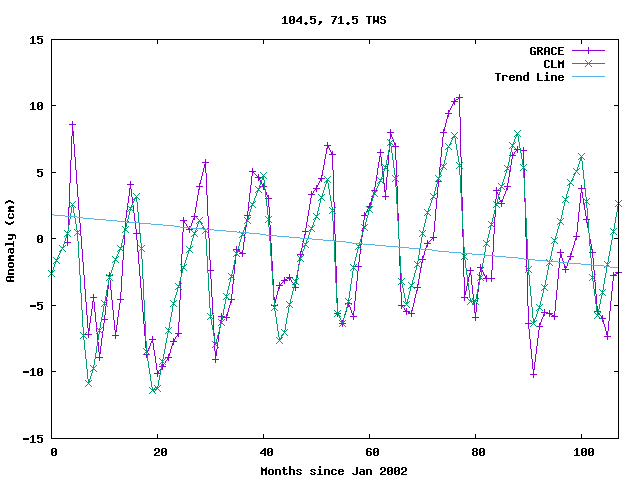 104.5, 71.5 TWS
GRACE
CLM
Trend Line
15
10
5
0
-5
-10
-15
Anomaly (cm)
0 20 40 60 80 100
Months since Jan 2002